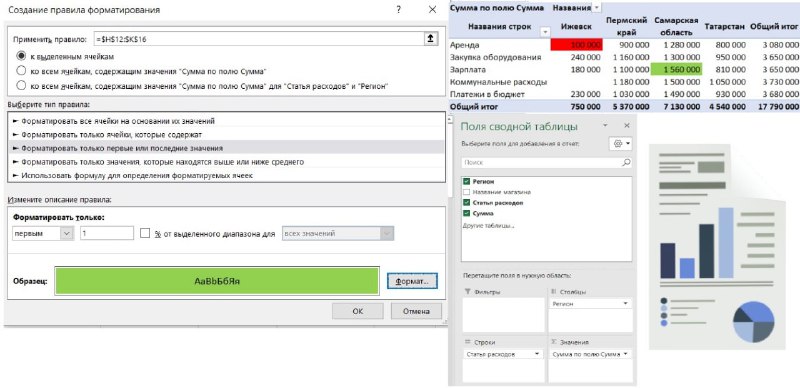 Создание правила форматирования
Применить правило: =$H$12:$K$16
к выделенным ячейкам
ко всем ячейкам, содержащим значения "Сумма по полю Сумма"
ко всем ячейкам, содержащим значения "Сумма по полю Сумма" для "Статья расходов" и "Регион"
Выберите тип правила:
► Форматировать все ячейки на основании их значений
► Форматировать только ячейки, которые содержат
► Форматировать только первые или последние значения
► Форматировать только значения, которые находятся выше или ниже среднего
► Использовать формулу для определения форматируемых ячеек
Измените описание правила:
Форматировать только:
первым 1 % от выделенного диапазона для всех значений
Образец: АаВbБбЯя Формат...
ОК Отмена
Сумма по полю Сумма Названия
Названия строк Ижевск Пермский край Самарская область Татарстан Общий итог
Аренда 100 000 900 000 1 280 000 800 000 3 080 000
Закупка оборудования 240 000 1 160 000 1 300 000 950 000 3 650 000
Зарплата 180 000 1 100 000 1 560 000 810 000 3 650 000
Коммунальные расходы 1 180 000 1 500 000 1 050 000 3 730 000
Платежи в бюджет 230 000 1 030 000 1 490 000 930 000 3 680 000
Общий итог 750 000 5 370 000 7 130 000 4 540 000 17 790 000
Поля сводной таблицы
Выберите поля для добавления в отчет:
Поиск
Регион
Название магазина
Статья расходов
Сумма
Другие таблицы...
Перетащите поля в нужную область:
Фильтры
Столбцы
Регион
Строки
Статья расходов
Σ Значения
Сумма по полю Сумма